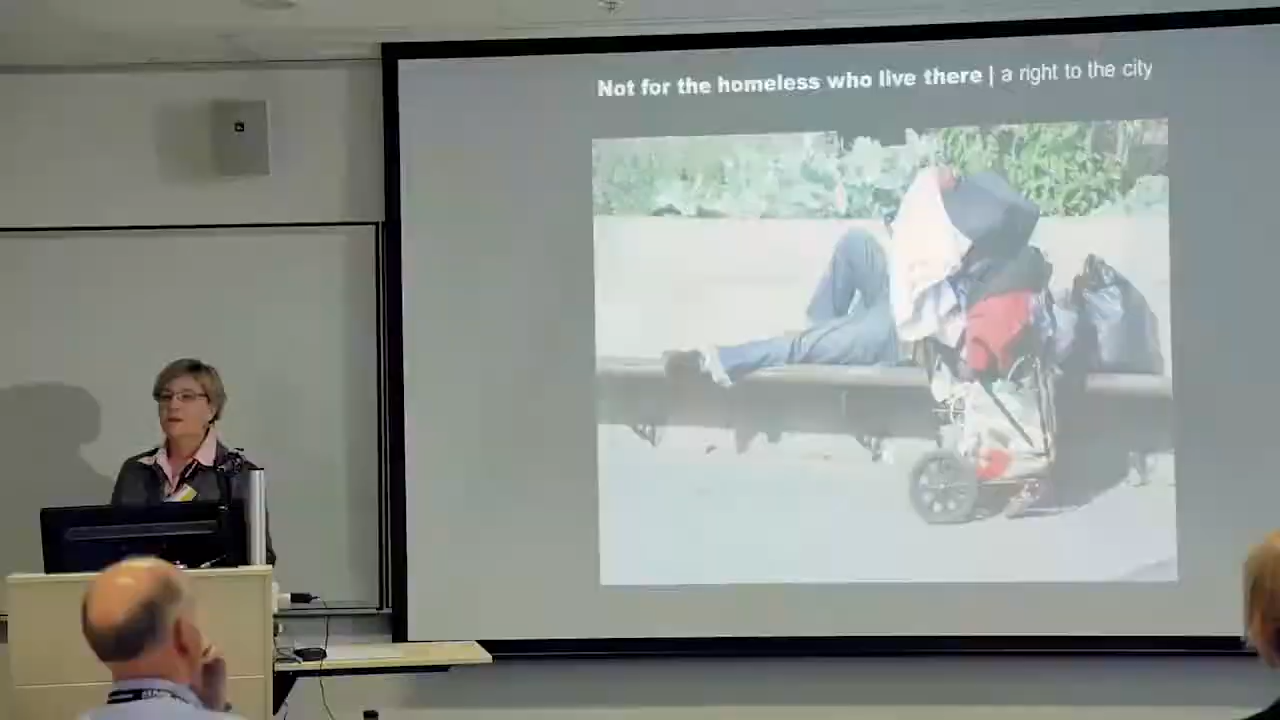 Not for the homeless who live there | a right to the city